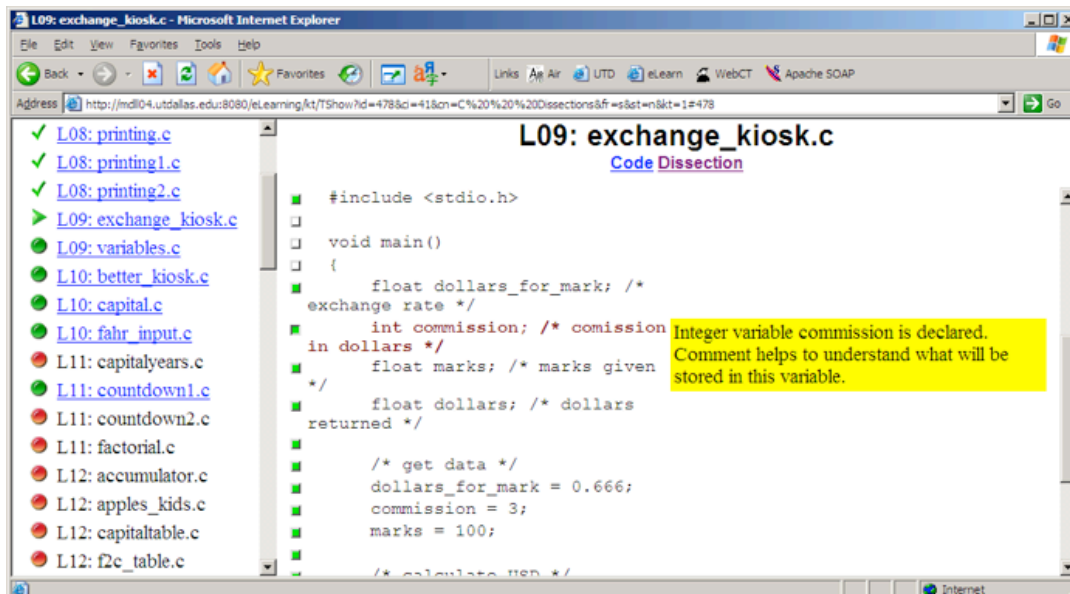 L09: exchange_kiosk.c - Microsoft Internet Explorer
File Edit View Favorites Tools Help
Back Favorites Links Air UTD eLearn WebCT Apache SOAP
Address http://mdl04.utdallas.edu:8080/eLearning/kt/TShow?id=478&ci=41&cn=C%20%20%20Dissections&fr=s&st=n&kt=1#478 Go
L08: printing.c
L08: printing1.c
L08: printing2.c
L09: exchange_kiosk.c
L09: variables.c
L10: better_kiosk.c
L10: capital.c
L10: fahr_input.c
L11: capitalyears.c
L11: countdown1.c
L11: countdown2.c
L11: factorial.c
L12: accumulator.c
L12: apples_kids.c
L12: capitaltable.c
L12: f2c_table.c
L09: exchange_kiosk.c
Code Dissection
#include <stdio.h>
void main()
{
float dollars_for_mark; /*
exchange rate */
int commission; /* comission
in dollars */
float marks; /* marks given
*/
float dollars; /* dollars
returned */
/* get data */
dollars_for_mark = 0.666;
commission = 3;
marks = 100;
/* calculate USD */
Integer variable commission is declared.
Comment helps to understand what will be
stored in this variable.
Internet